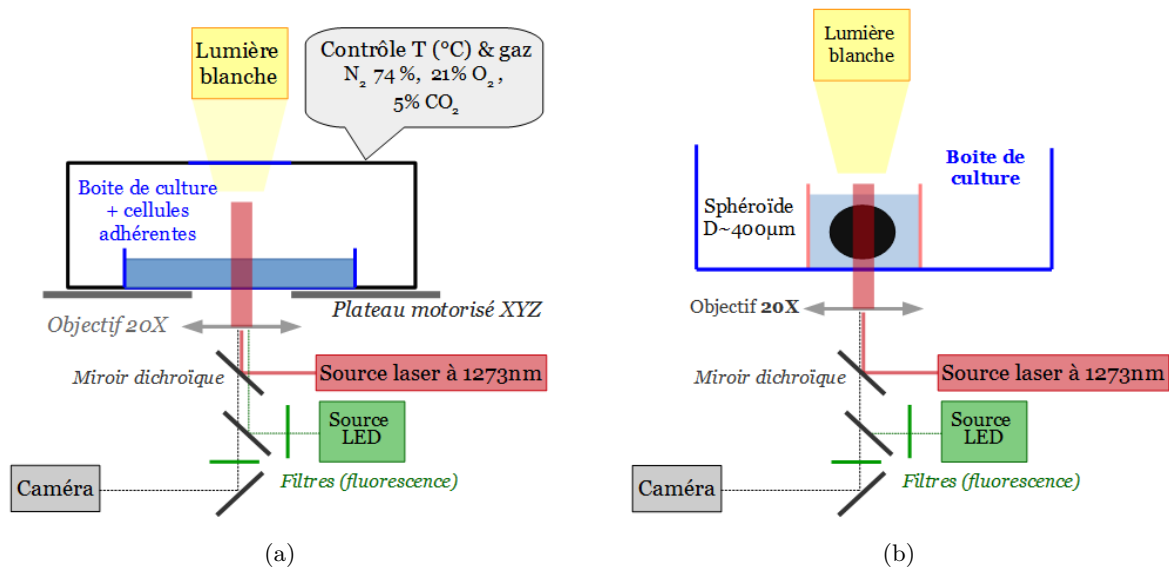 Lumière
blanche
Contrôle T (°C) & gaz
N₂ 74 %, 21% O₂ ,
5% CO₂
Boite de culture
+ cellules
adhérentes
Plateau motorisé XYZ
Objectif 20X
Miroir dichroïque
Source laser à 1273nm
Source
LED
Filtres (fluorescence)
Caméra
(a)
Lumière
blanche
Boite de
culture
Sphéroïde
D~400µm
Objectif 20X
Miroir dichroïque
Source laser à 1273nm
Source
LED
Filtres (fluorescence)
Caméra
(b)